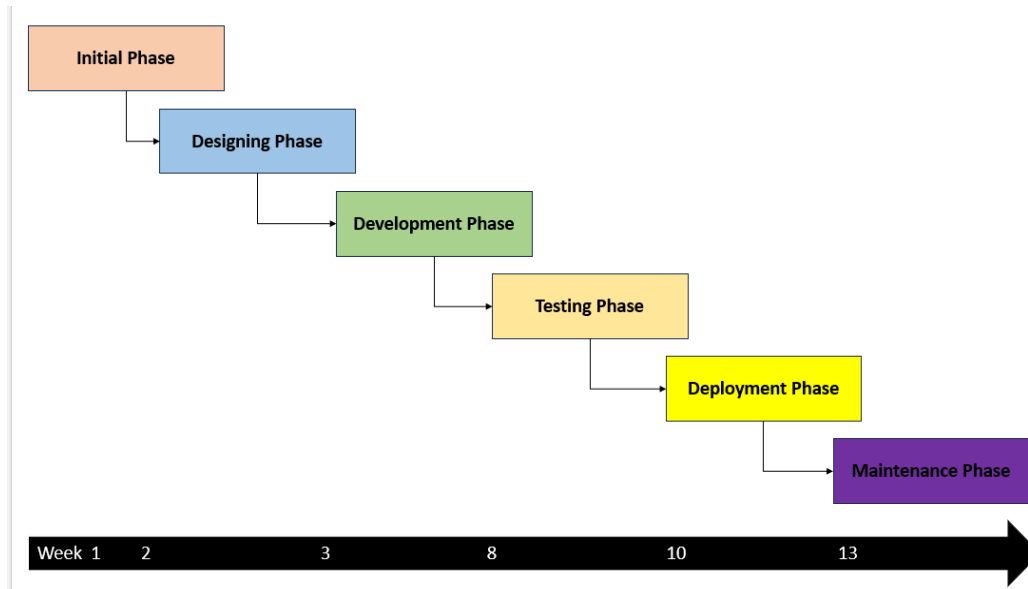 Initial Phase
Designing Phase
Development Phase
Testing Phase
Deployment Phase
Maintenance Phase
Week 1 2 3 8 10 13